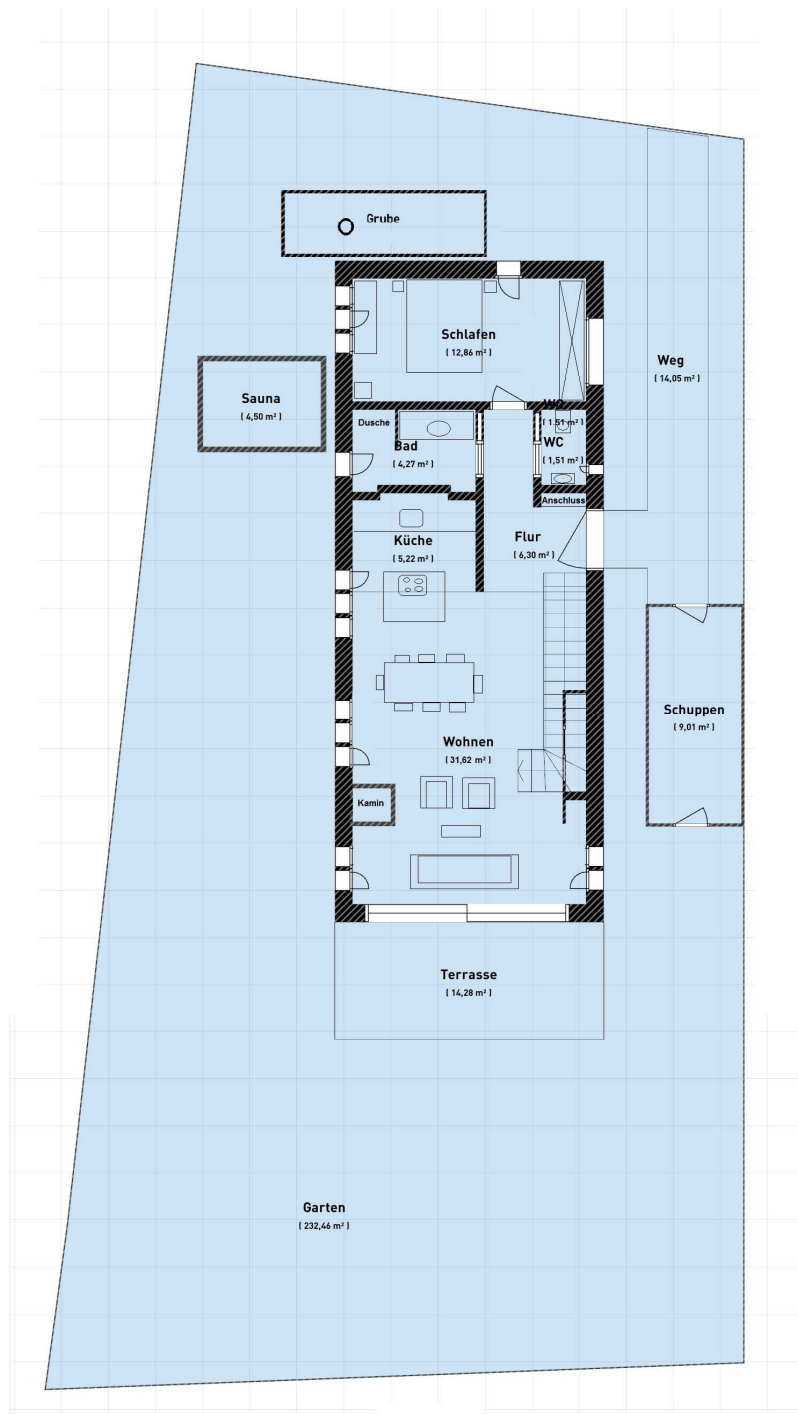 Grube
Schlafen
( 12,86 m² )
Weg
( 14,05 m² )
Sauna
( 4,50 m² )
WC
( 1,51 m² )
Dusche
Bad
( 4,27 m² )
WC
( 1,51 m² )
Anschluss
Küche
( 5,22 m² )
Flur
( 6,30 m² )
Schuppen
( 9,01 m² )
Wohnen
( 31,62 m² )
Kamin
Terrasse
( 14,28 m² )
Garten
( 232,46 m² )